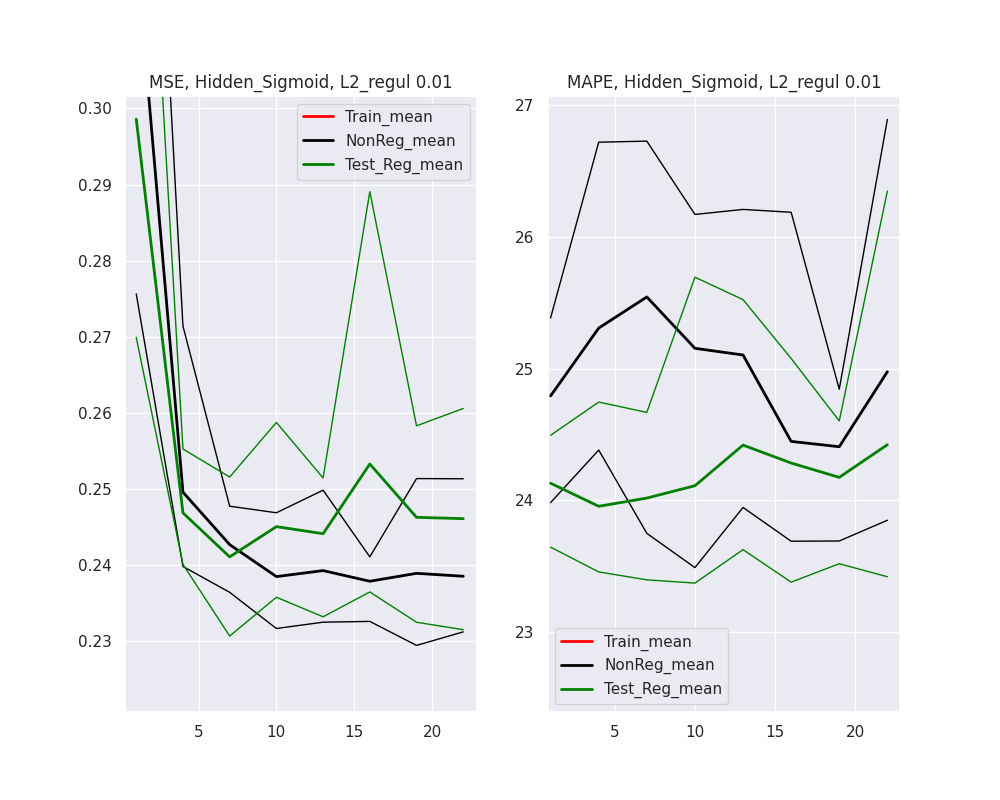 MSE, Hidden_Sigmoid, L2_regul 0.01
0.30
0.29
0.28
0.27
0.26
0.25
0.24
0.23
5
10
15
20
Train_mean
NonReg_mean
Test_Reg_mean
MAPE, Hidden_Sigmoid, L2_regul 0.01
27
26
25
24
23
5
10
15
20
Train_mean
NonReg_mean
Test_Reg_mean